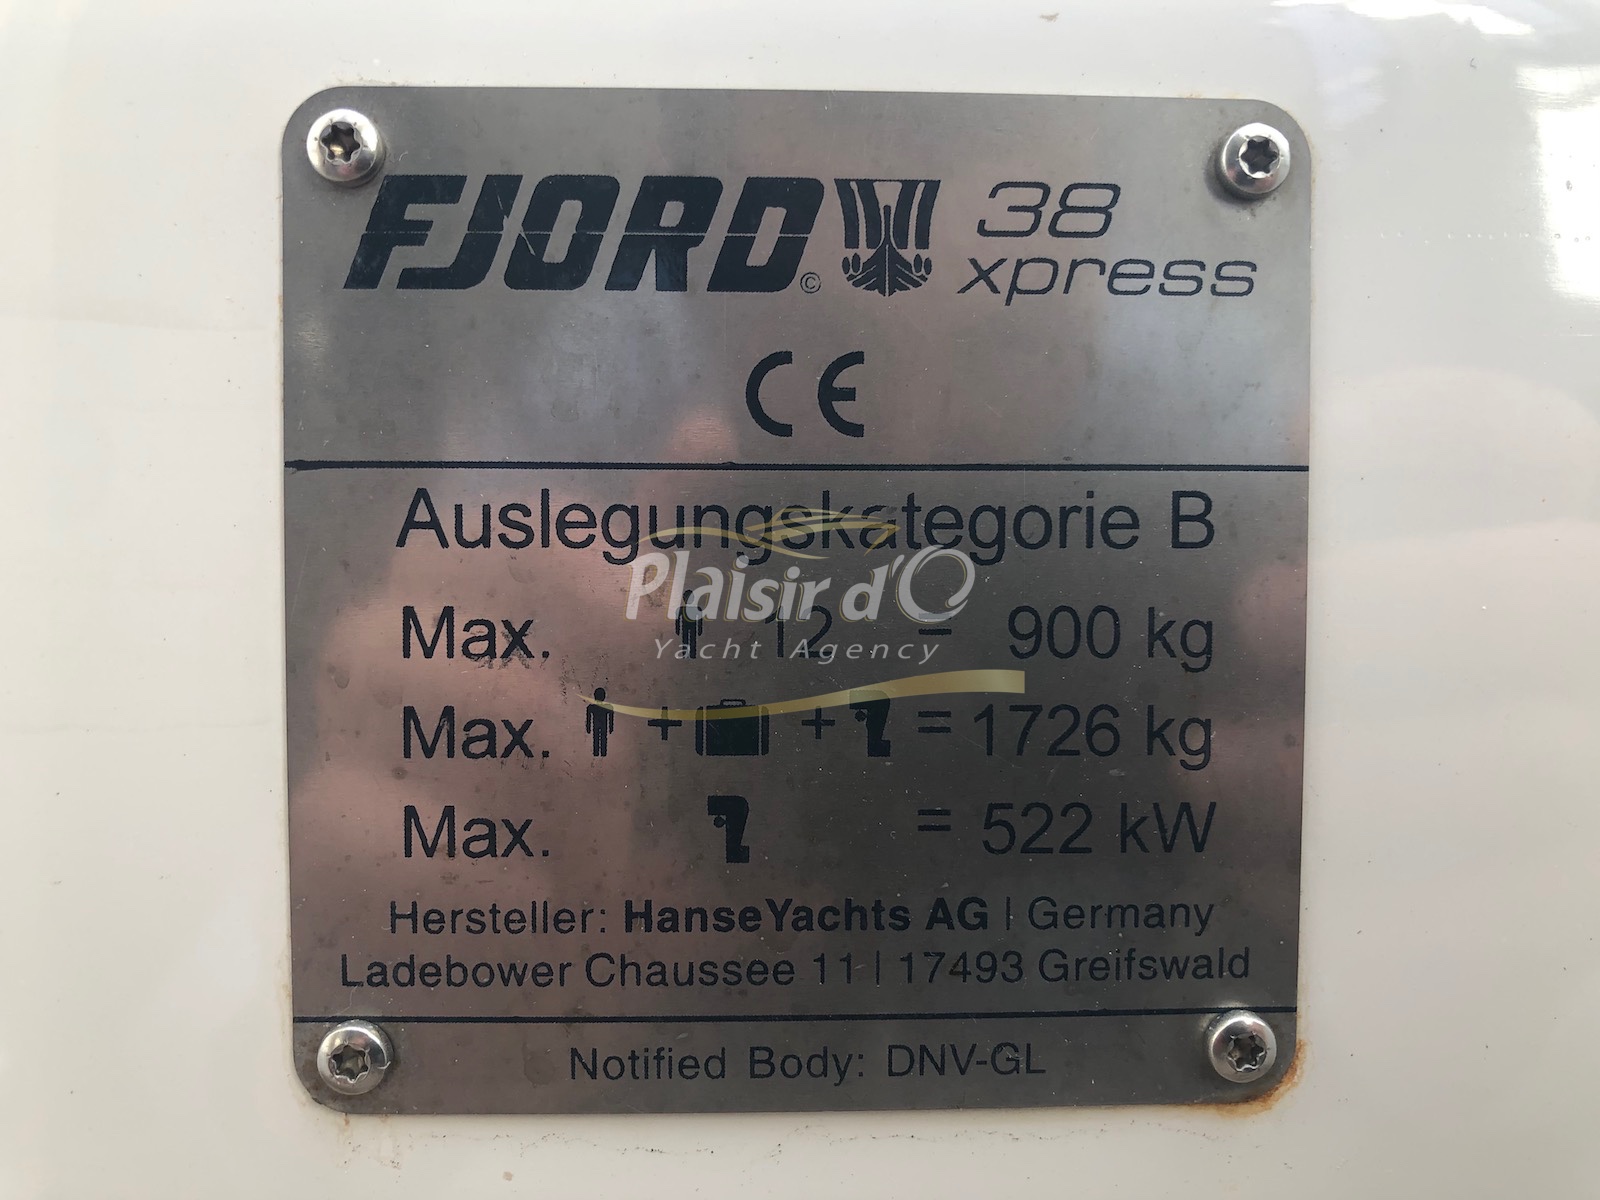 FJORD © 38
xpress
CE
Auslegungskategorie B
Plaisir d'O
Yacht Agency
Max. 12 = 900 kg
Max. + + = 1726 kg
Max. = 522 kW
Hersteller: HanseYachts AG | Germany
Ladebower Chaussee 11 | 17493 Greifswald
Notified Body: DNV-GL